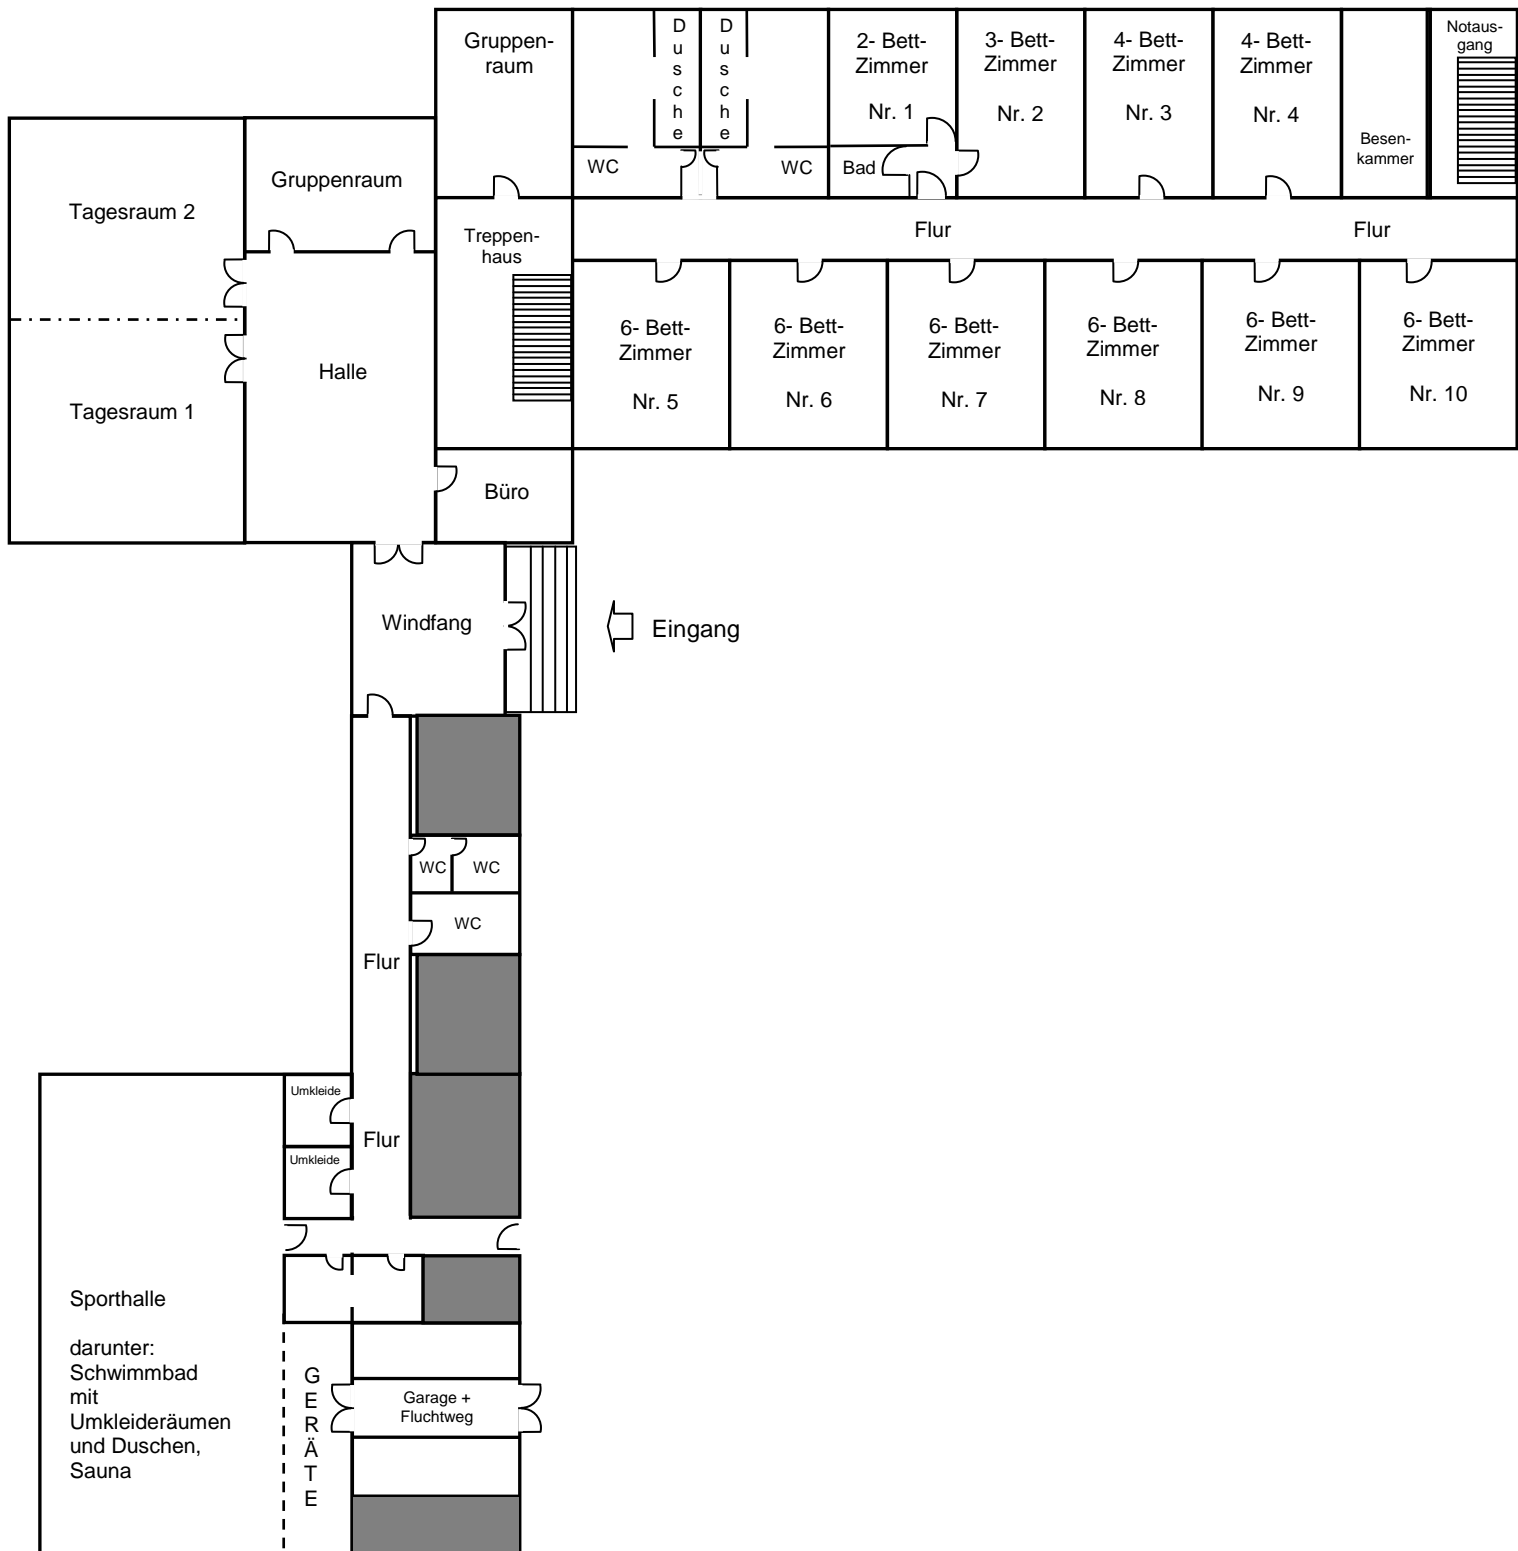 Gruppen-
raum
Dusche
Dusche
2- Bett-
Zimmer
Nr. 1
3- Bett-
Zimmer
Nr. 2
4- Bett-
Zimmer
Nr. 3
4- Bett-
Zimmer
Nr. 4
Besen-
kammer
Notaus-
gang
WC
WC
Bad
Tagesraum 2
Gruppenraum
Treppen-
haus
Flur
Flur
Halle
Tagesraum 1
6- Bett-
Zimmer
Nr. 5
6- Bett-
Zimmer
Nr. 6
6- Bett-
Zimmer
Nr. 7
6- Bett-
Zimmer
Nr. 8
6- Bett-
Zimmer
Nr. 9
6- Bett-
Zimmer
Nr. 10
Büro
Windfang
Eingang
WC
WC
WC
Flur
Umkleide
Flur
Umkleide
Sporthalle
darunter:
Schwimmbad
mit
Umkleideräumen
und Duschen,
Sauna
GERÄTE
Garage +
Fluchtweg